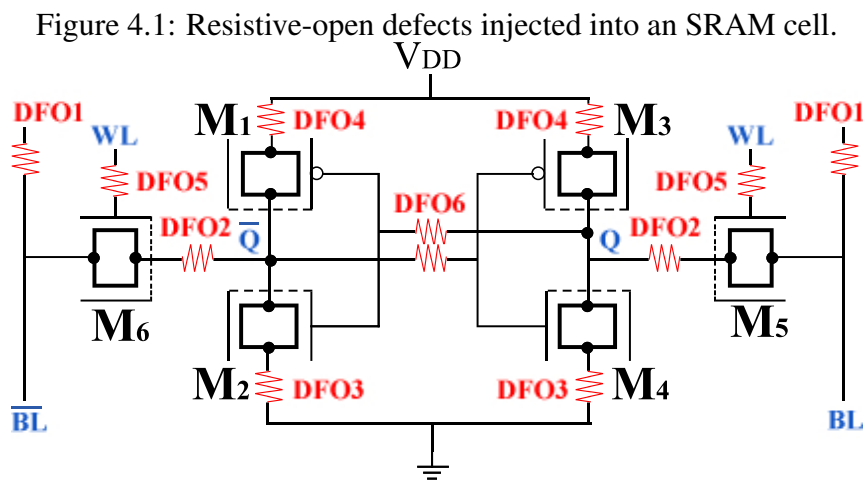 Figure 4.1: Resistive-open defects injected into an SRAM cell.
VDD
DFO1 M1 DFO4 DFO4 M3 DFO1
WL WL
DFO5 DFO6 DFO5
DFO2 Q̅ Q DFO2
M6 M5
M2 DFO3 DFO3 M4
B̅L̅ BL